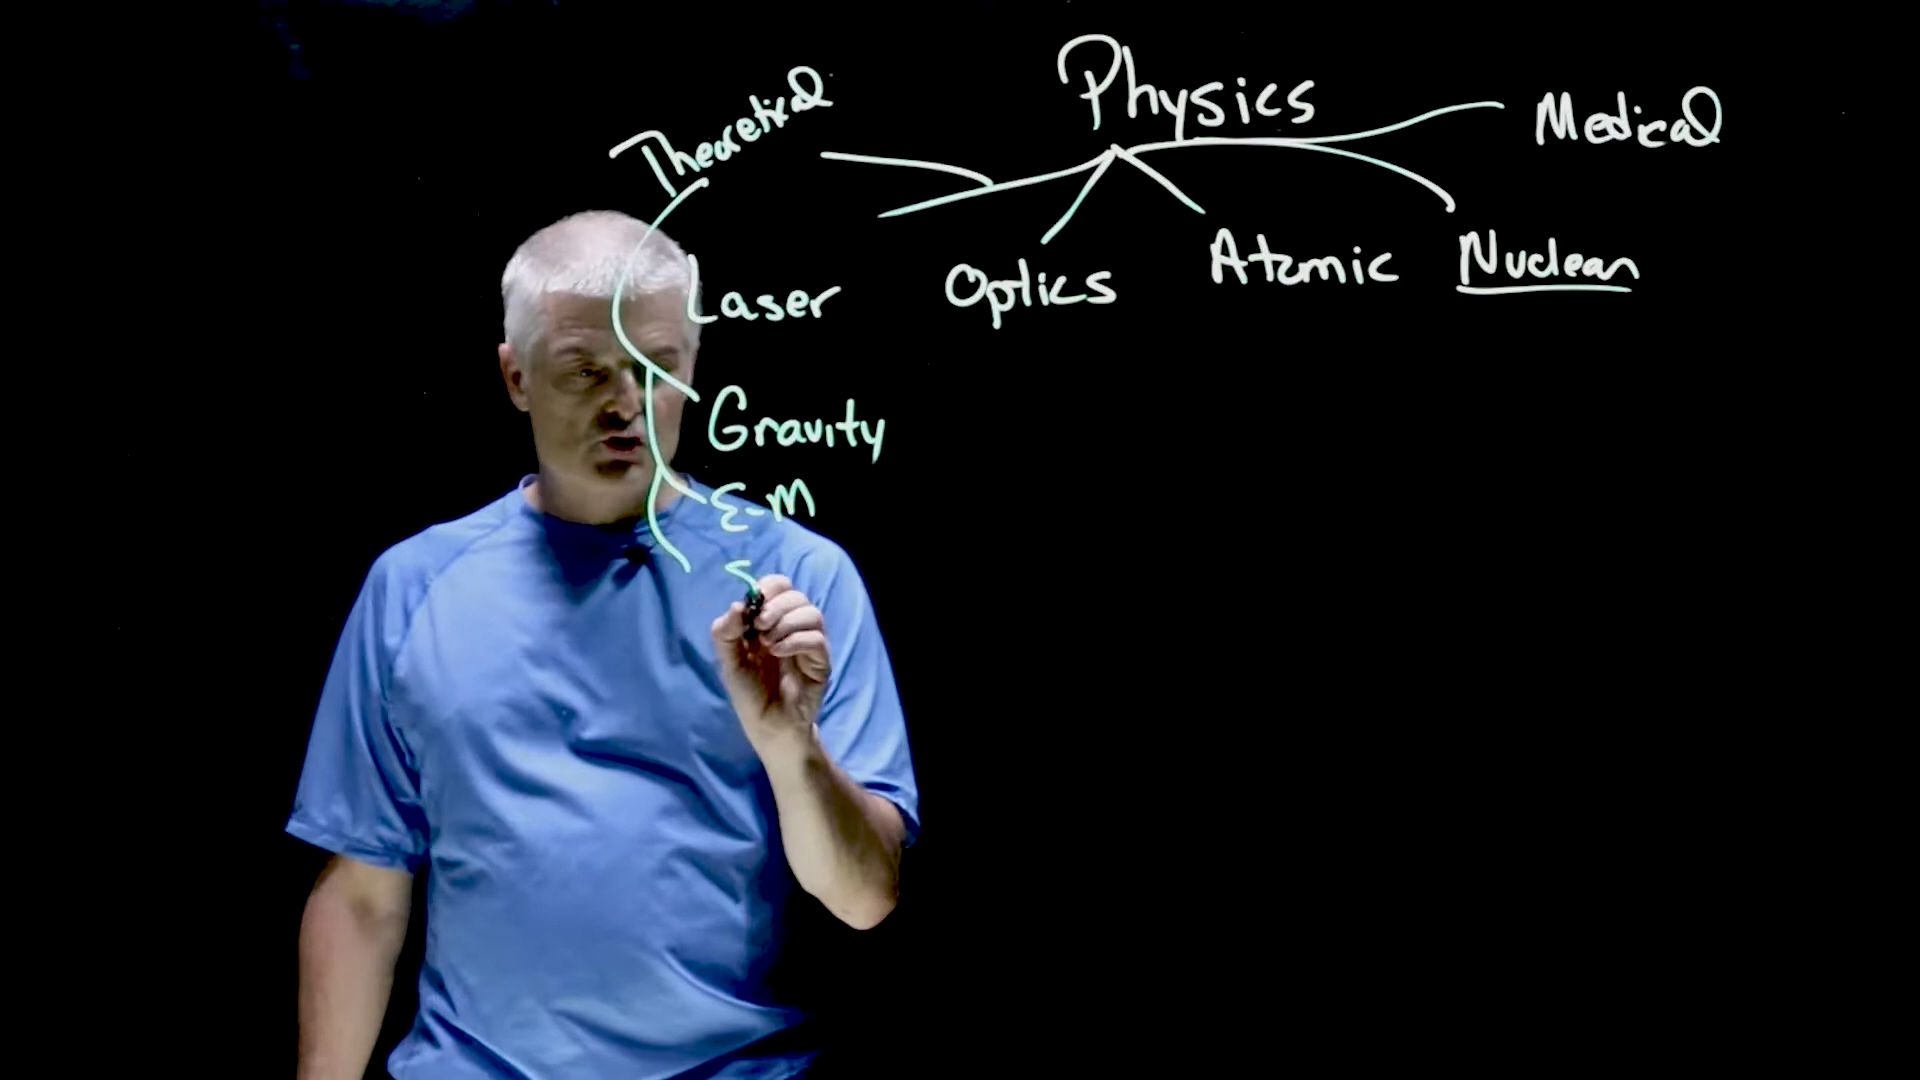 Physics
Theoretical
Medical
Laser
Optics
Atomic
Nuclear
Gravity
E-M